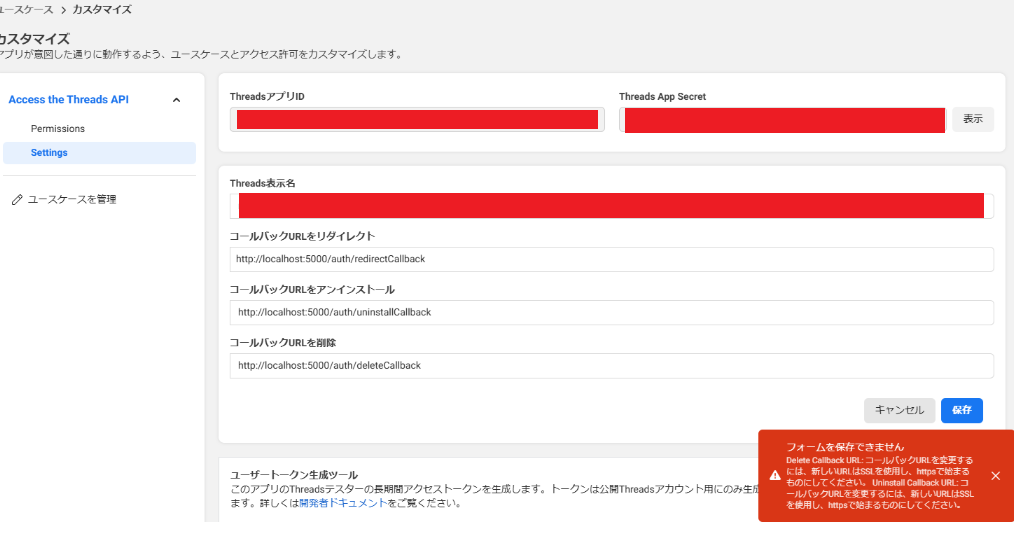 ユースケース > カスタマイズ
カスタマイズ
アプリが意図した通りに動作するよう、ユースケースとアクセス許可をカスタマイズします。
Access the Threads API
Permissions
Settings
ユースケースを管理
ThreadsアプリID
Threads App Secret
表示
Threads表示名
コールバックURLをリダイレクト
http://localhost:5000/auth/redirectCallback
コールバックURLをアンインストール
http://localhost:5000/auth/uninstallCallback
コールバックURLを削除
http://localhost:5000/auth/deleteCallback
キャンセル
保存
フォームを保存できません
Delete Callback URL: コールバックURLを変更する
には、新しいURLはSSLを使用し、httpsで始まる
ものにしてください。 Uninstall Callback URL: コ
ールバックURLを変更するには、新しいURLはSSL
を使用し、httpsで始まるものにしてください。
ユーザートークン生成ツール
このアプリのThreadsテスターの長期間アクセストークンを生成します。トークンは公開Threadsアカウント用にのみ生成
ます。詳しくは開発者ドキュメントをご覧ください。